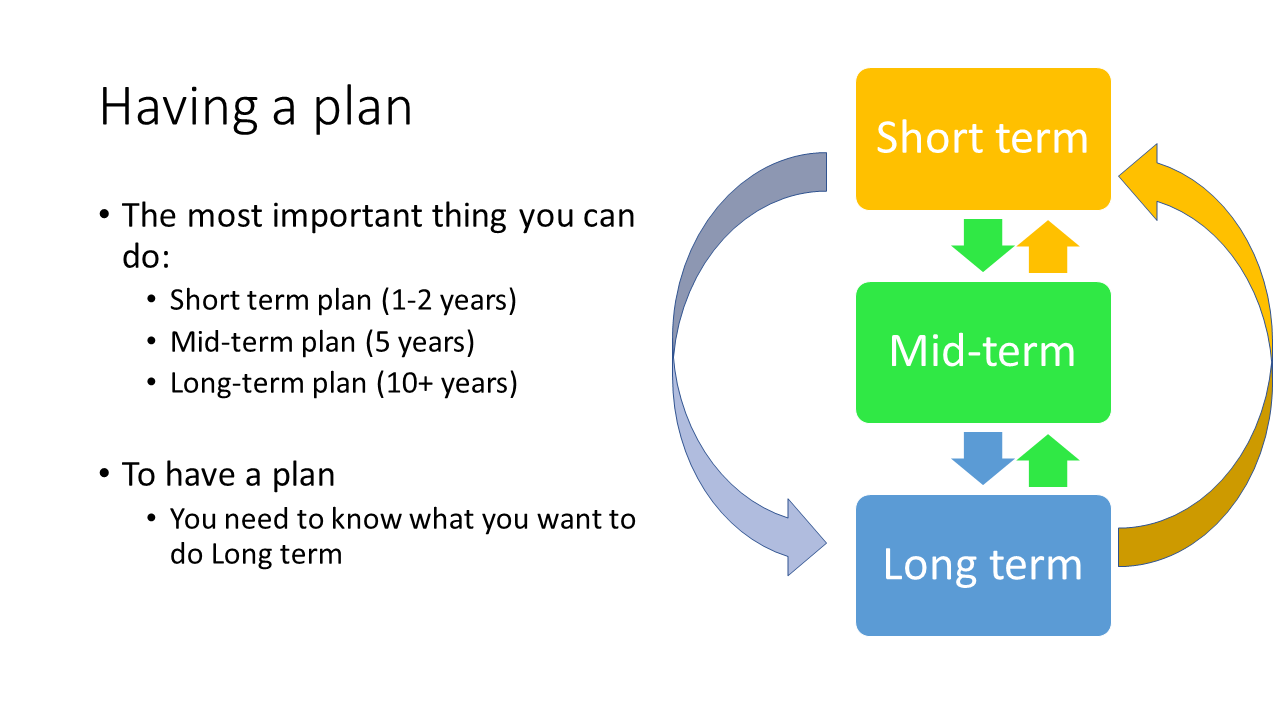 Having a plan
• The most important thing you can
do:
• Short term plan (1-2 years)
• Mid-term plan (5 years)
• Long-term plan (10+ years)
• To have a plan
• You need to know what you want to
do Long term
Short term
Mid-term
Long term